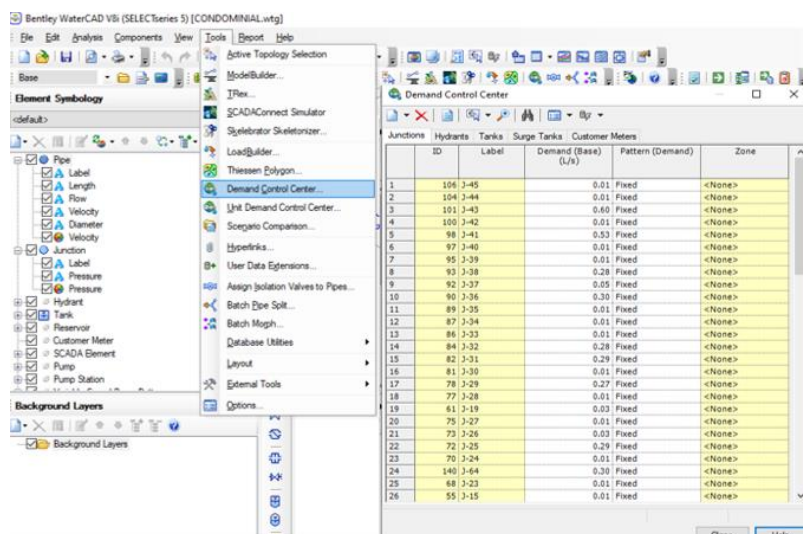 Bentley WaterCAD V8i (SELECTseries 5) [CONDOMINIAL.wtg]
File Edit Analysis Components View Tools Report Help
Base
Element Symbology
<default>
Pipe
Label
Length
Flow
Velocity
Diameter
Velocity
Junction
Label
Pressure
Pressure
Hydrant
Tank
Reservoir
Customer Meter
SCADA Element
Pump
Pump Station
Background Layers
Background Layers
Active Topology Selection
ModelBuilder...
TRex...
SCADAConnect Simulator
Skelebrator Skeletonizer...
LoadBuilder...
Thiessen Polygon...
Demand Control Center...
Unit Demand Control Center...
Scenario Comparison...
Hyperlinks...
User Data Extensions...
Assign Isolation Valves to Pipes...
Batch Pipe Split...
Batch Morph...
Database Utilities
Layout
External Tools
Options...
Demand Control Center
Junctions Hydrants Tanks Surge Tanks Customer Meters
ID Label Demand (Base) (L/s) Pattern (Demand) Zone
1 106 J-45 0.01 Fixed <None>
2 104 J-44 0.01 Fixed <None>
3 101 J-43 0.60 Fixed <None>
4 100 J-42 0.01 Fixed <None>
5 98 J-41 0.53 Fixed <None>
6 97 J-40 0.01 Fixed <None>
7 95 J-39 0.01 Fixed <None>
8 93 J-38 0.28 Fixed <None>
9 92 J-37 0.05 Fixed <None>
10 90 J-36 0.30 Fixed <None>
11 89 J-35 0.01 Fixed <None>
12 87 J-34 0.01 Fixed <None>
13 86 J-33 0.01 Fixed <None>
14 84 J-32 0.28 Fixed <None>
15 82 J-31 0.29 Fixed <None>
16 81 J-30 0.01 Fixed <None>
17 78 J-29 0.27 Fixed <None>
18 77 J-28 0.01 Fixed <None>
19 61 J-19 0.03 Fixed <None>
20 75 J-27 0.01 Fixed <None>
21 73 J-26 0.03 Fixed <None>
22 72 J-25 0.29 Fixed <None>
23 70 J-24 0.01 Fixed <None>
24 140 J-64 0.30 Fixed <None>
25 68 J-23 0.01 Fixed <None>
26 55 J-15 0.01 Fixed <None>